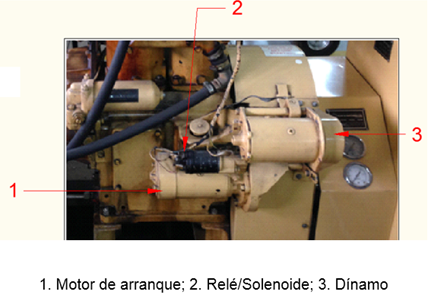 2
3
1
1. Motor de arranque; 2. Relé/Solenoide; 3. Dínamo